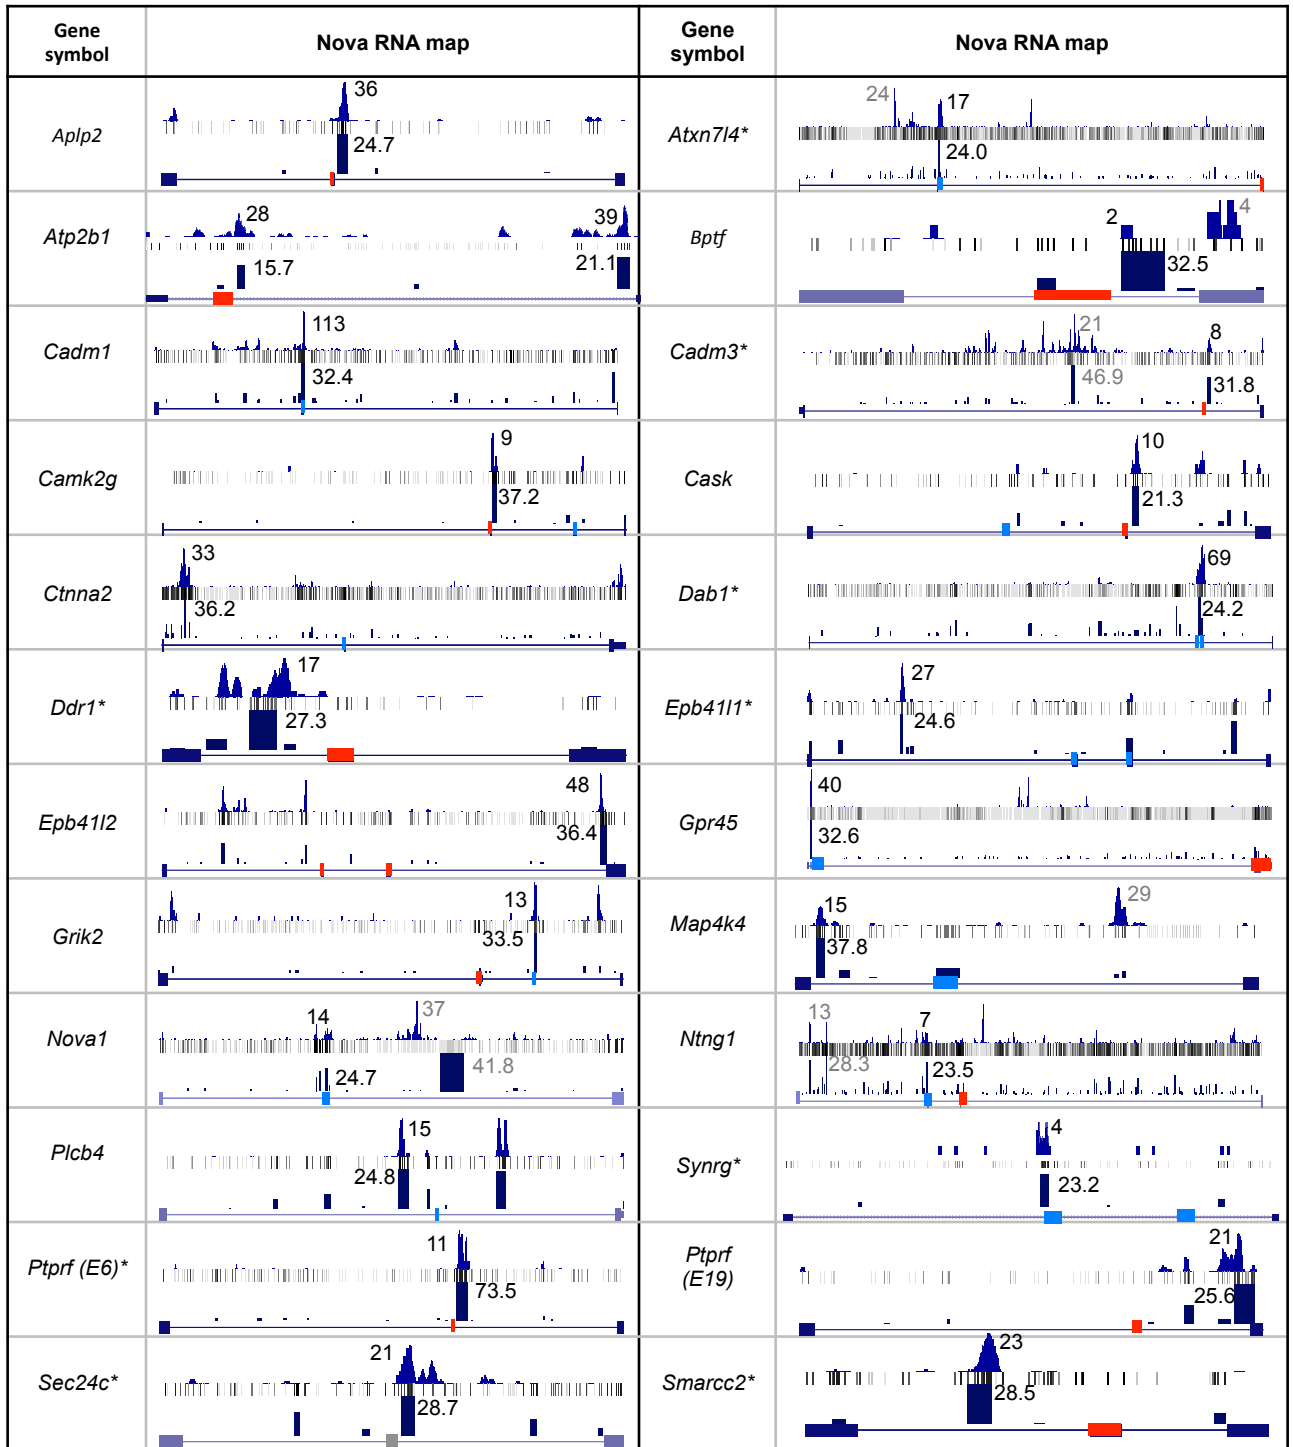 Gene symbol
Nova RNA map
Gene symbol
Nova RNA map
Aplp2
36
24.7
Atxn7l4*
24
17
24.0
Atp2b1
28
39
15.7
21.1
Bptf
2
4
32.5
Cadm1
113
32.4
Cadm3*
21
8
46.9
31.8
Camk2g
9
37.2
Cask
10
21.3
Ctnna2
33
36.2
Dab1*
69
24.2
Ddr1*
17
27.3
Epb41l1*
27
24.6
Epb41l2
48
36.4
Gpr45
40
32.6
Grik2
13
33.5
Map4k4
15
29
37.8
Nova1
14
37
24.7
41.8
Ntng1
13
7
28.3
23.5
Plcb4
15
24.8
Synrg*
4
23.2
Ptprf (E6)*
11
73.5
Ptprf
(E19)
21
25.6
Sec24c*
21
28.7
Smarcc2*
23
28.5